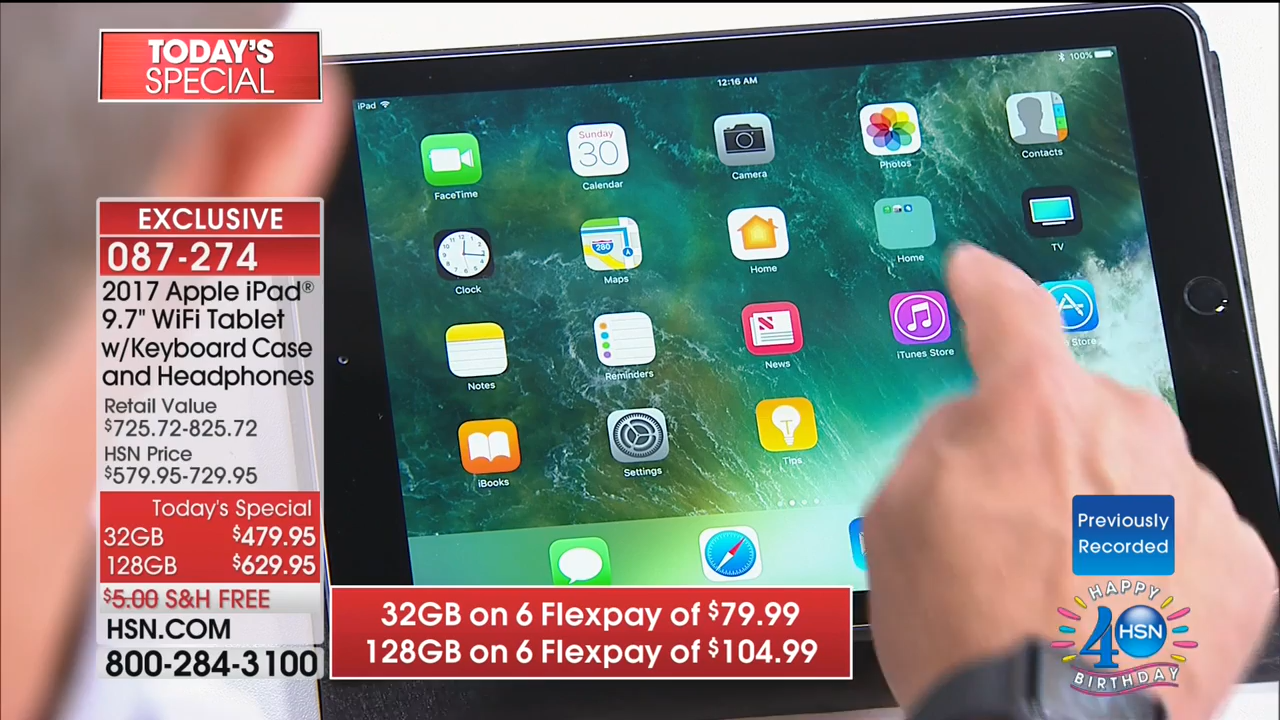 TODAY'S
SPECIAL
EXCLUSIVE
087-274
2017 Apple iPad®
9.7" WiFi Tablet
w/Keyboard Case
and Headphones
Retail Value
$725.72-825.72
HSN Price
$579.95-729.95
Today's Special
32GB $479.95
128GB $629.95
$5.00 S&H FREE
HSN.COM
800-284-3100
32GB on 6 Flexpay of $79.99
128GB on 6 Flexpay of $104.99
Previously
Recorded
HAPPY
40 HSN
BIRTHDAY
iPad 12:16 AM 100%
FaceTime
Sunday
30
Calendar
Camera
Photos
Contacts
Clock
280
Maps
Home
Home
TV
Notes
Reminders
News
iTunes Store
Store
iBooks
Settings
Tips